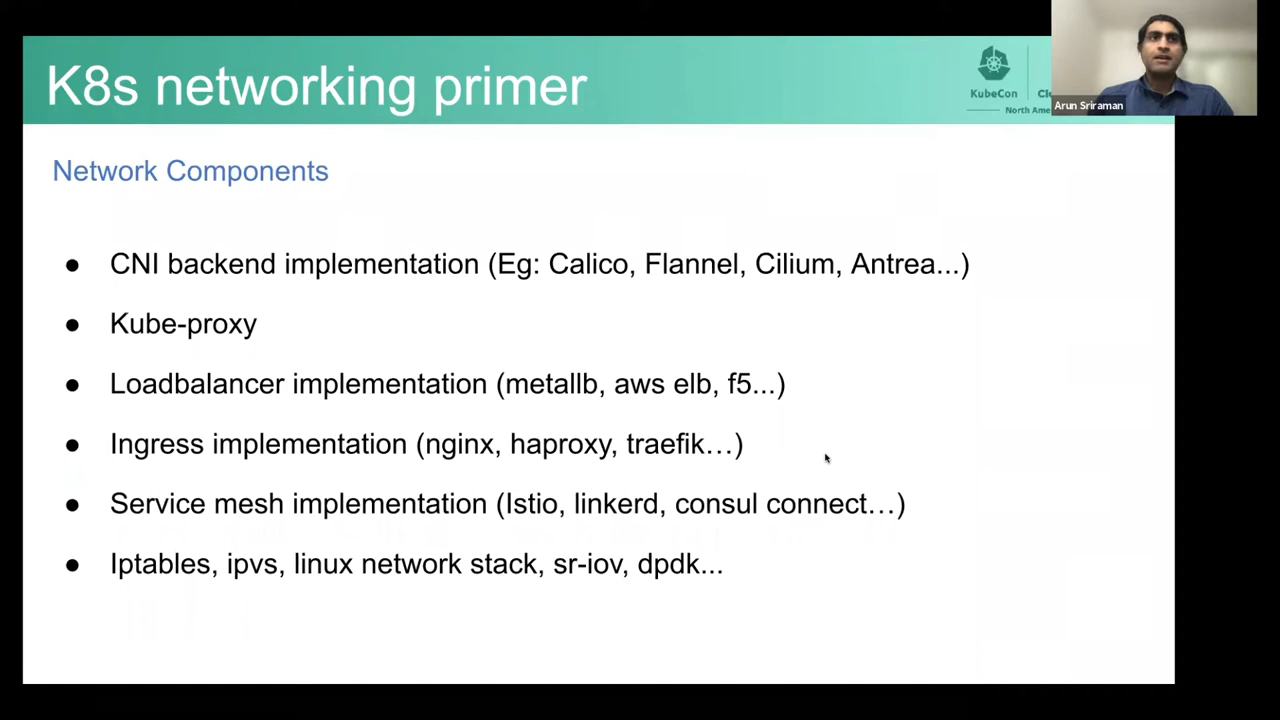 K8s networking primer
KubeCon
North Ame
Arun Sriraman
Network Components
● CNI backend implementation (Eg: Calico, Flannel, Cilium, Antrea...)
● Kube-proxy
● Loadbalancer implementation (metallb, aws elb, f5...)
● Ingress implementation (nginx, haproxy, traefik…)
● Service mesh implementation (Istio, linkerd, consul connect…)
● Iptables, ipvs, linux network stack, sr-iov, dpdk...